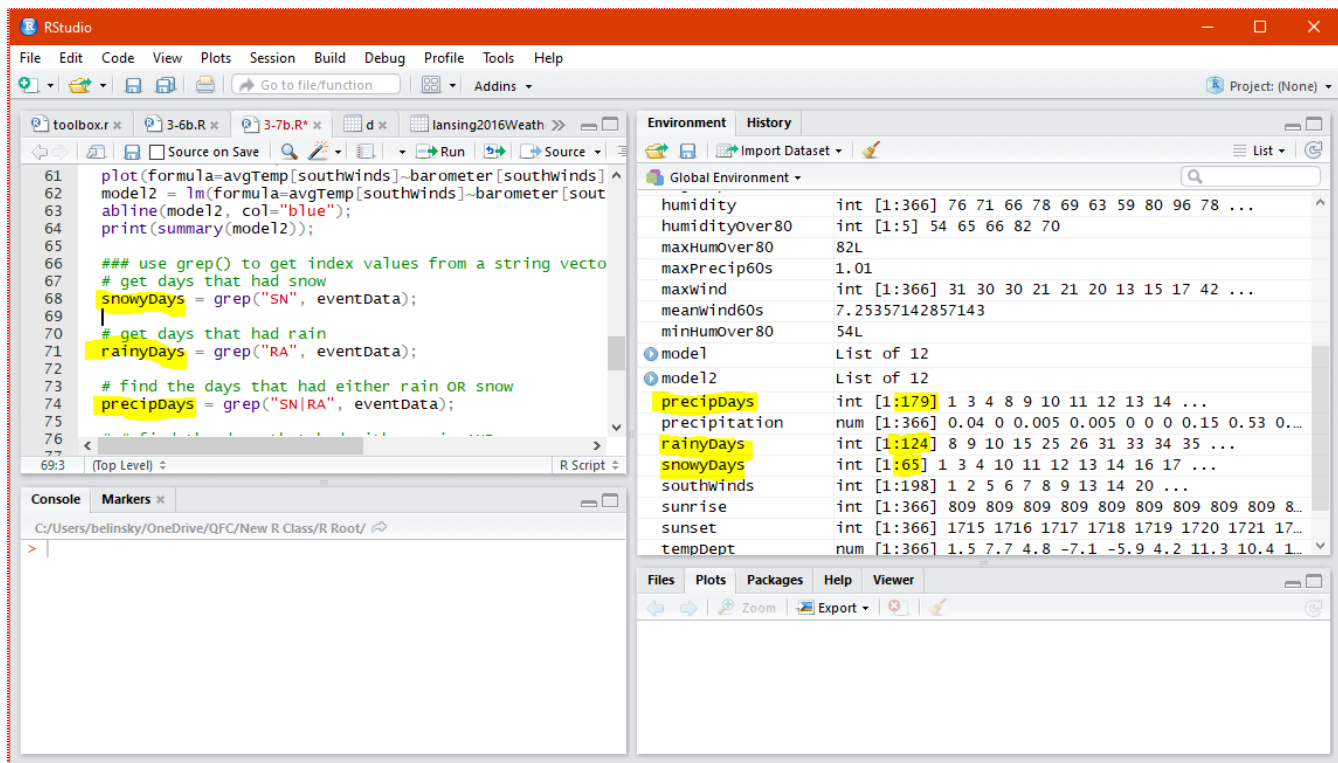 RStudio
File Edit Code View Plots Session Build Debug Profile Tools Help
Go to file/function Addins Project: (None)
toolbox.r 3-6b.R 3-7b.R* d lansing2016Weath
Source on Save Run Source
61 plot(formula=avgTemp[southWinds]~barometer[southWinds]
62 model2 = lm(formula=avgTemp[southWinds]~barometer[sout
63 abline(model2, col="blue");
64 print(summary(model2));
65
66 ### use grep() to get index values from a string vecto
67 # get days that had snow
68 snowyDays = grep("SN", eventData);
69
70 # get days that had rain
71 rainyDays = grep("RA", eventData);
72
73 # find the days that had either rain OR snow
74 precipDays = grep("SN|RA", eventData);
75
76
77
69:3 (Top Level) R Script
Console Markers
C:/Users/belinsky/OneDrive/QFC/New R Class/R Root/
>
Environment History
Import Dataset List
Global Environment
humidity int [1:366] 76 71 66 78 69 63 59 80 96 78 ...
humidityOver80 int [1:5] 54 65 66 82 70
maxHumOver80 82L
maxPrecip60s 1.01
maxWind int [1:366] 31 30 30 21 21 20 13 15 17 42 ...
meanWind60s 7.25357142857143
minHumOver80 54L
model List of 12
model2 List of 12
precipDays int [1:179] 1 3 4 8 9 10 11 12 13 14 ...
precipitation num [1:366] 0.04 0 0.005 0.005 0 0 0 0.15 0.53 0.…
rainyDays int [1:124] 8 9 10 15 25 26 31 33 34 35 ...
snowyDays int [1:65] 1 3 4 10 11 12 13 14 16 17 ...
southWinds int [1:198] 1 2 5 6 7 8 9 13 14 20 ...
sunrise int [1:366] 809 809 809 809 809 809 809 809 809 8…
sunset int [1:366] 1715 1716 1717 1718 1719 1720 1721 17…
tempDept num [1:366] 1.5 7.7 4.8 -7.1 -5.9 4.2 11.3 10.4 1…
Files Plots Packages Help Viewer
Zoom Export